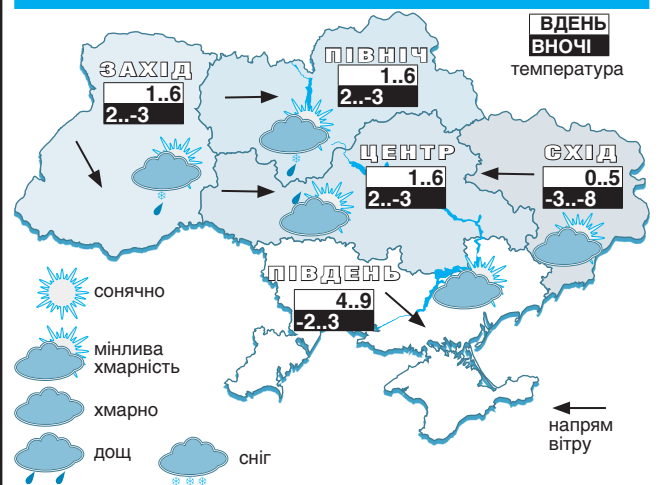 ВДЕНЬ
ВНОЧІ
температура
ПІВНІЧ
1..6
2..-3
ЗАХІД
1..6
2..-3
ЦЕНТР
1..6
2..-3
СХІД
0..5
-3..-8
ПІВДЕНЬ
4..9
-2..3
сонячно
мінлива
хмарність
хмарно
дощ
сніг
напрям
вітру